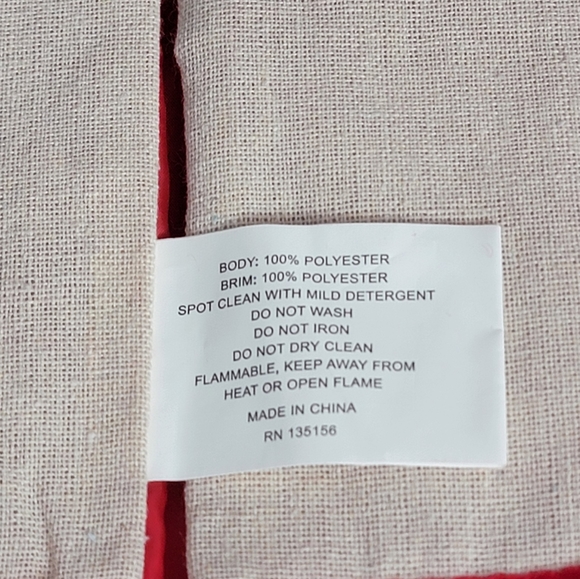 BODY: 100% POLYESTER
BRIM: 100% POLYESTER
SPOT CLEAN WITH MILD DETERGENT
DO NOT WASH
DO NOT IRON
DO NOT DRY CLEAN
FLAMMABLE, KEEP AWAY FROM
HEAT OR OPEN FLAME
MADE IN CHINA
RN 135156